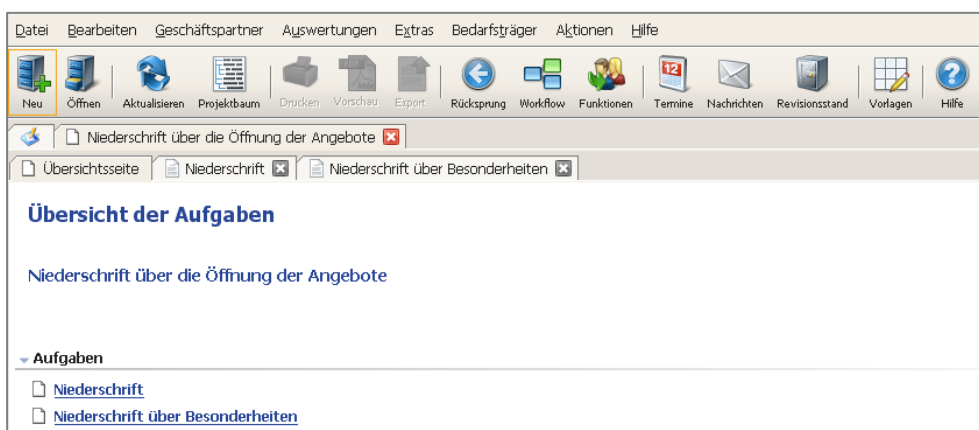 Datei Bearbeiten Geschäftspartner Auswertungen Extras Bedarfsträger Aktionen Hilfe
Neu Öffnen Aktualisieren Projektbaum Drucken Vorschau Export Rücksprung Workflow Funktionen Termine Nachrichten Revisionsstand Vorlagen Hilfe
Niederschrift über die Öffnung der Angebote
Übersichtsseite Niederschrift Niederschrift über Besonderheiten
Übersicht der Aufgaben
Niederschrift über die Öffnung der Angebote
Aufgaben
Niederschrift
Niederschrift über Besonderheiten